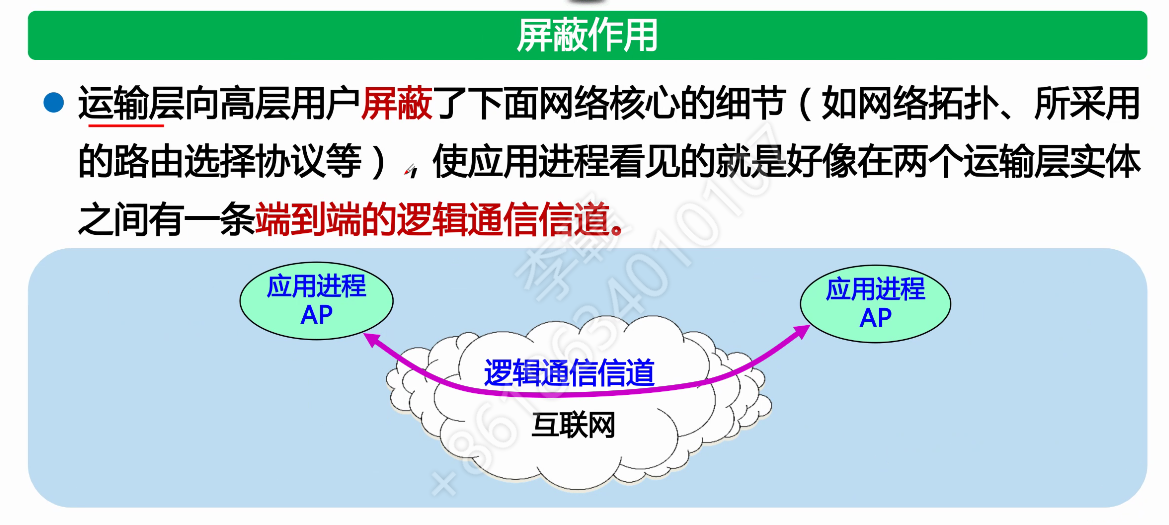 屏蔽作用
运输层向高层用户屏蔽了下面网络核心的细节（如网络拓扑、所采用
的路由选择协议等），使应用进程看见的就是好像在两个运输层实体
之间有一条端到端的逻辑通信信道。
应用进程
AP
应用进程
AP
逻辑通信信道
互联网